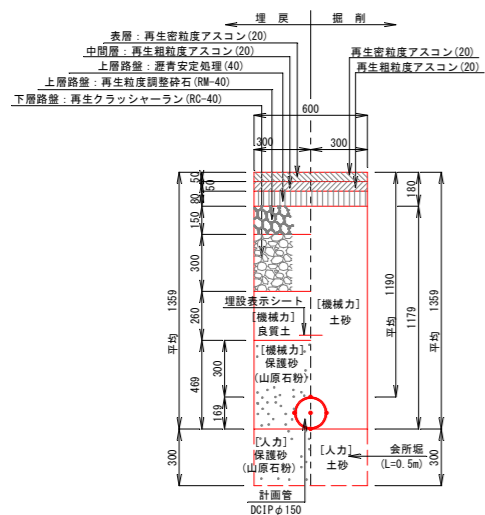 埋 戻 掘 削
表層：再生密粒度アスコン(20)
中間層：再生粗粒度アスコン(20)
上層路盤：瀝青安定処理(40)
上層路盤：再生粒度調整砕石(RM-40)
下層路盤：再生クラッシャーラン(RC-40)
再生密粒度アスコン(20)
再生粗粒度アスコン(20)
600
300 300
50
50
80
150
300
260
469
300
平均 1359
300
169
180
1190
1179
平均 1359
300
埋設表示シート
[機械力]
良質土
[機械力]
土砂
[機械力]
保護砂
(山原石粉)
[人力]
保護砂
(山原石粉)
[人力]
土砂
会所堀
(L=0.5m)
計画管
DCIPφ150